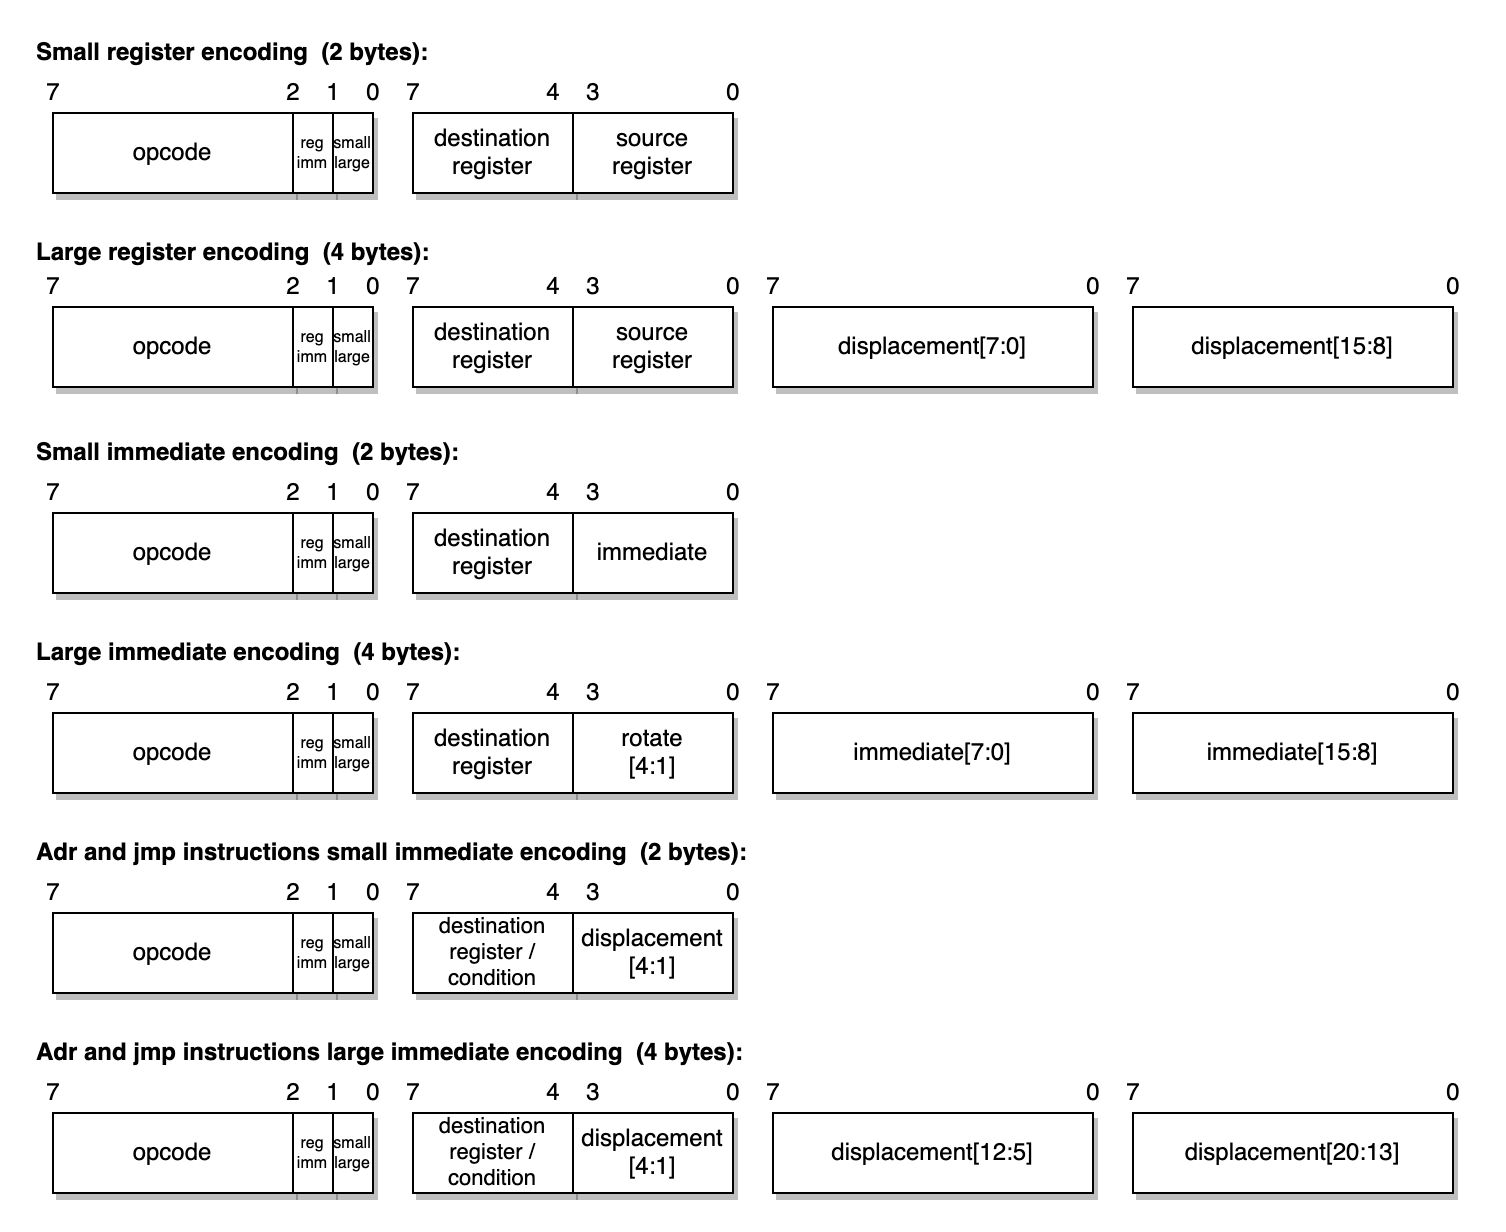 Small register encoding (2 bytes):
7 2 1 0 7 4 3 0
opcode reg imm small large destination register source register
Large register encoding (4 bytes):
7 2 1 0 7 4 3 0 7 0 7 0
opcode reg imm small large destination register source register displacement[7:0] displacement[15:8]
Small immediate encoding (2 bytes):
7 2 1 0 7 4 3 0
opcode reg imm small large destination register immediate
Large immediate encoding (4 bytes):
7 2 1 0 7 4 3 0 7 0 7 0
opcode reg imm small large destination register rotate [4:1] immediate[7:0] immediate[15:8]
Adr and jmp instructions small immediate encoding (2 bytes):
7 2 1 0 7 4 3 0
opcode reg imm small large destination register / condition displacement [4:1]
Adr and jmp instructions large immediate encoding (4 bytes):
7 2 1 0 7 4 3 0 7 0 7 0
opcode reg imm small large destination register / condition displacement [4:1] displacement[12:5] displacement[20:13]